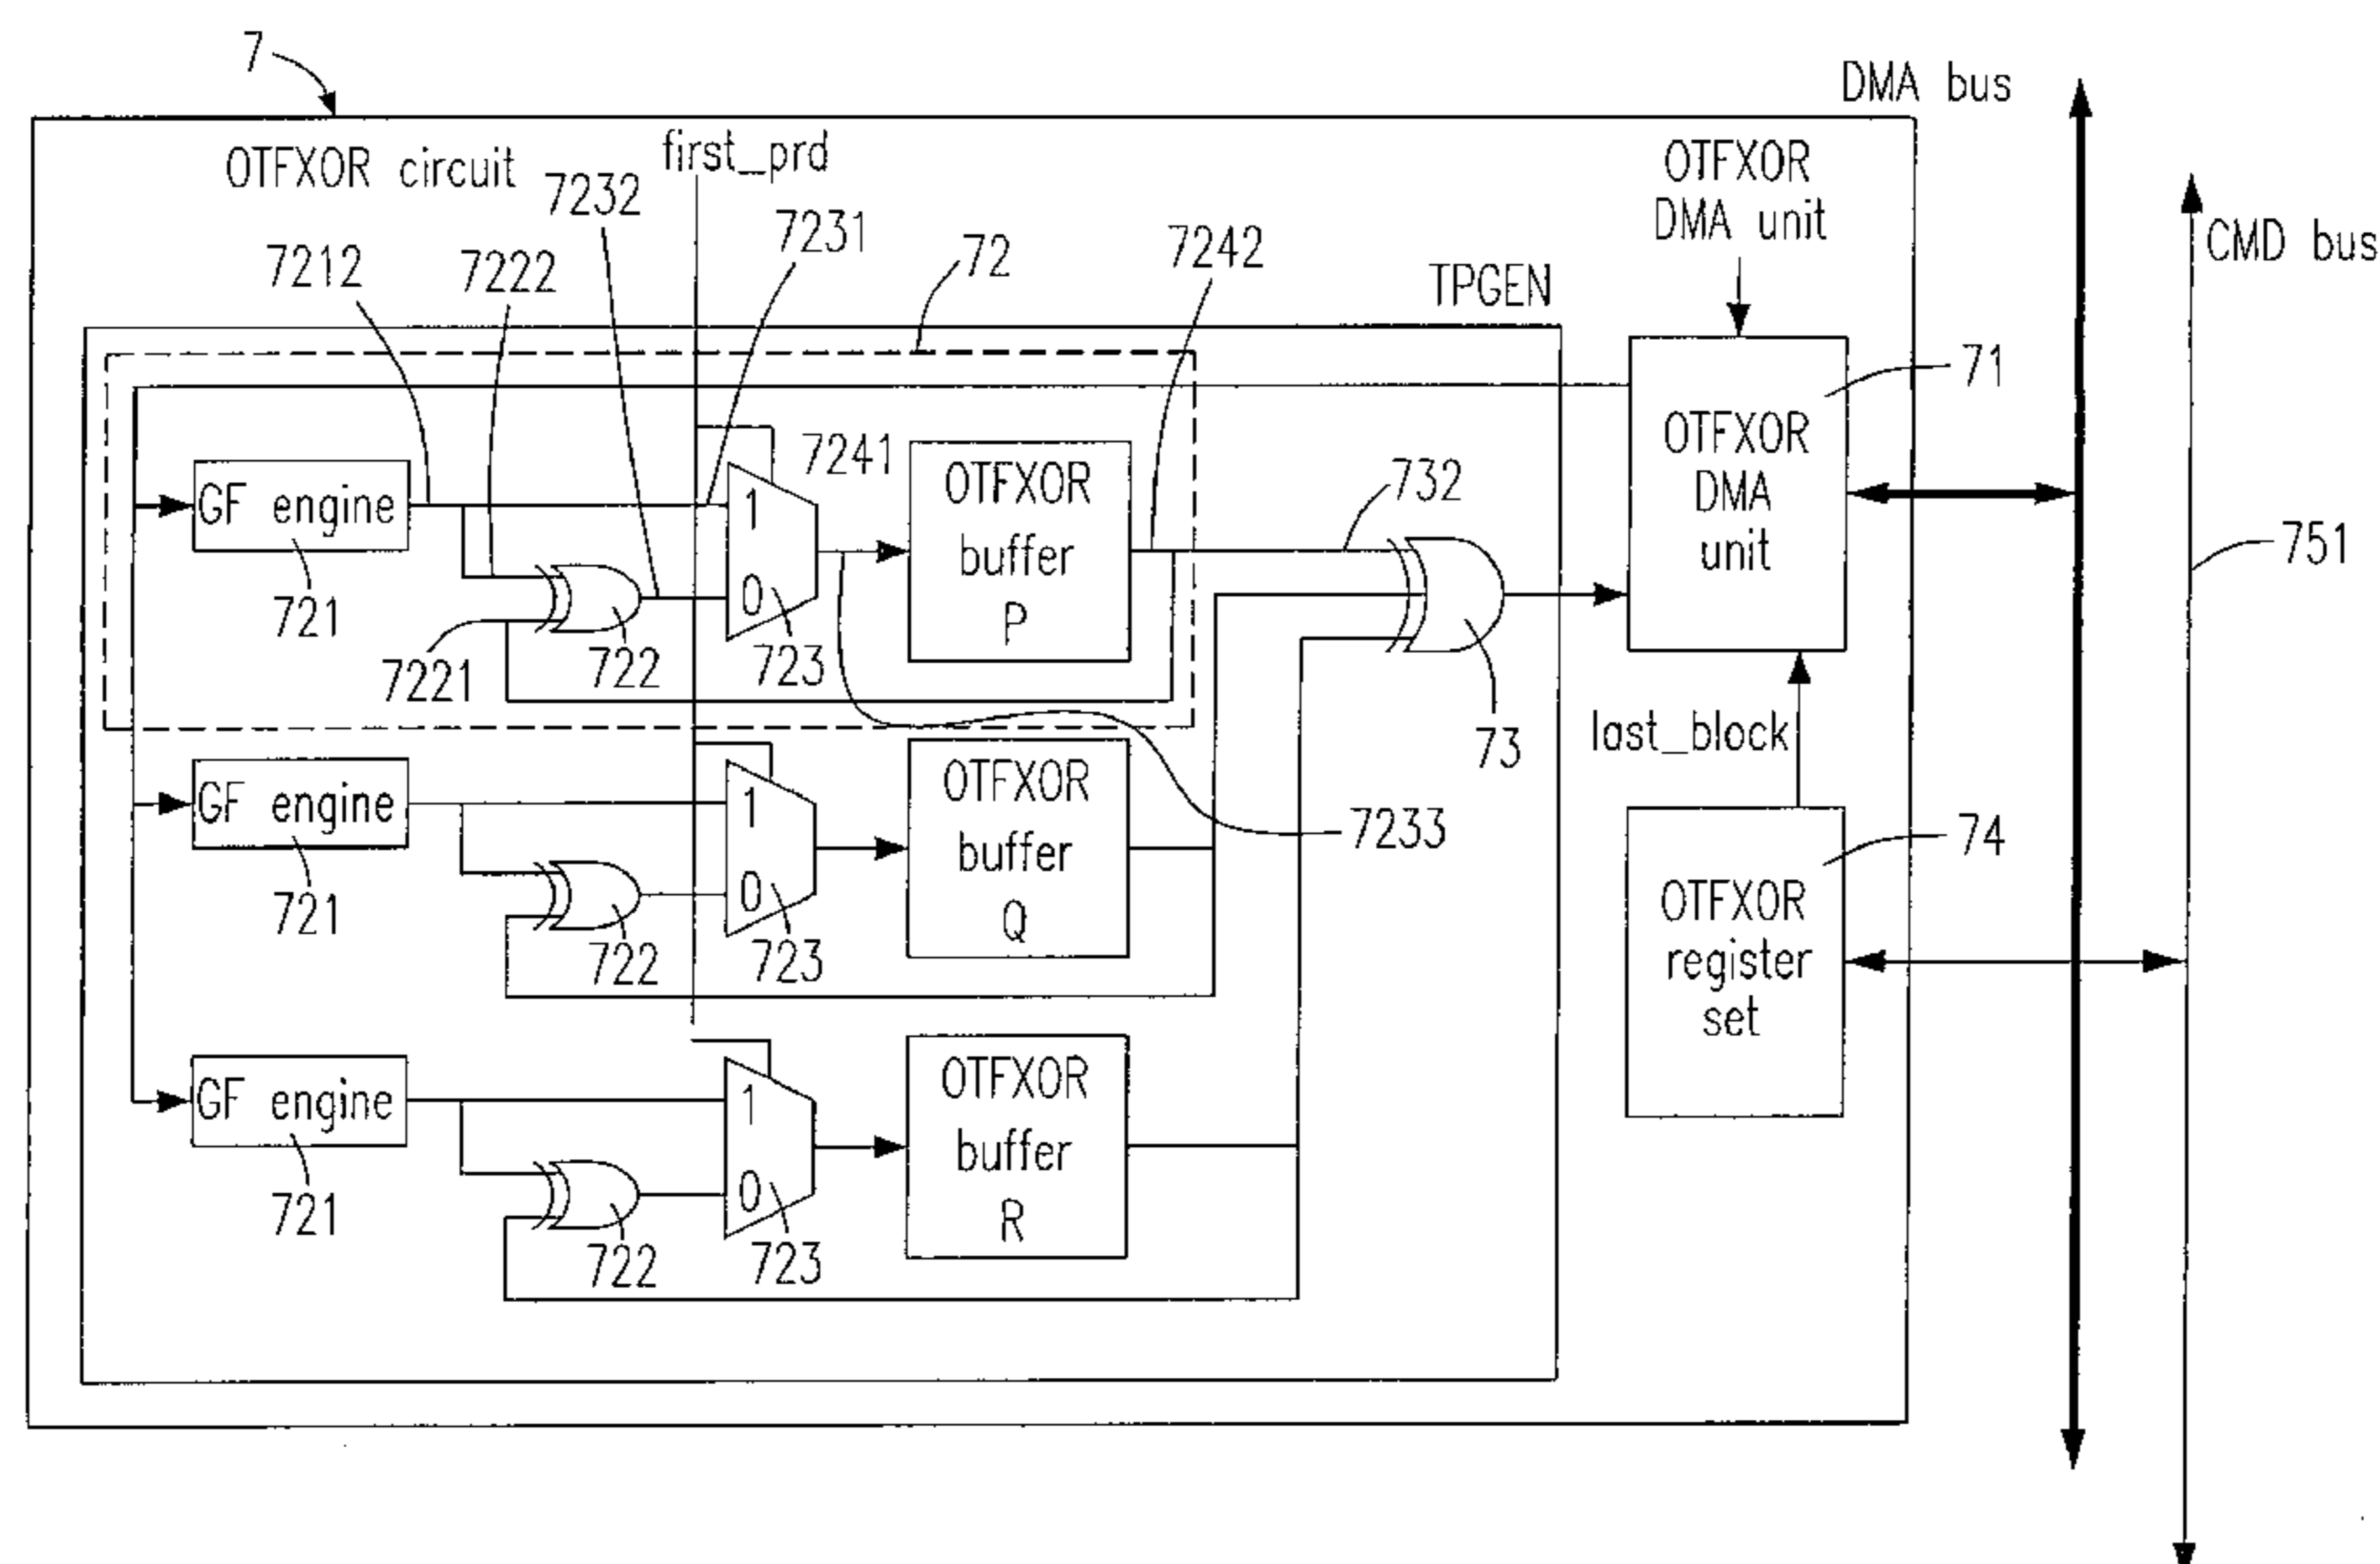 7
DMA bus
OTFXOR circuit
first_prd
OTFXOR
DMA unit
7232
7231
72
7242
CMD bus
7212
7222
TPGEN
71
7241
GF engine
1
0
OTFXOR
buffer
P
732
OTFXOR
DMA
unit
751
721
7221
722
723
73
last_block
GF engine
1
0
OTFXOR
buffer
Q
7233
74
721
722
723
OTFXOR
register
set
GF engine
1
0
OTFXOR
buffer
R
721
722
723